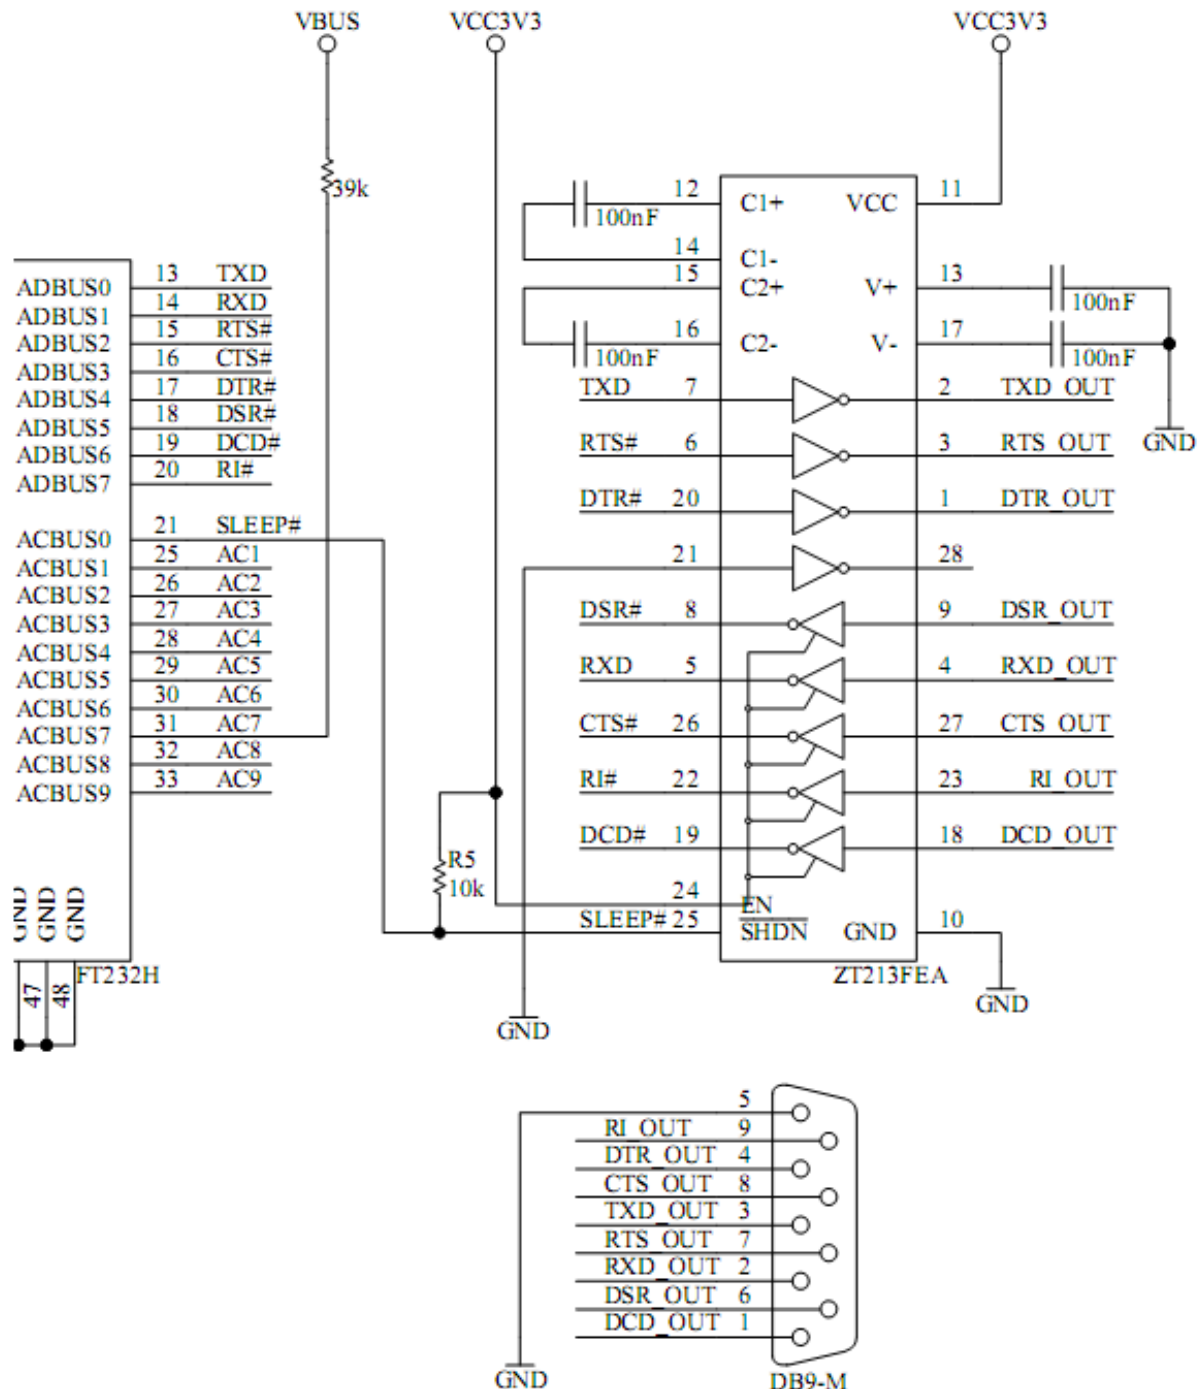 VBUS VCC3V3 VCC3V3
39k
12 C1+ VCC 11
100nF
14 C1-
15 C2+ V+ 13
100nF
16 C2- V- 17
100nF 100nF
TXD 7 2 TXD_OUT
GND
RTS# 6 3 RTS_OUT
DTR# 20 1 DTR_OUT
21 28
DSR# 8 9 DSR_OUT
RXD 5 4 RXD_OUT
CTS# 26 27 CTS_OUT
RI# 22 23 RI_OUT
DCD# 19 18 DCD_OUT
24 EN
SLEEP# 25 SHDN GND 10
ZT213FEA
GND
GND
R5
10k
ADBUS0 13 TXD
ADBUS1 14 RXD
ADBUS2 15 RTS#
ADBUS3 16 CTS#
ADBUS4 17 DTR#
ADBUS5 18 DSR#
ADBUS6 19 DCD#
ADBUS7 20 RI#
ACBUS0 21 SLEEP#
ACBUS1 25 AC1
ACBUS2 26 AC2
ACBUS3 27 AC3
ACBUS4 28 AC4
ACBUS5 29 AC5
ACBUS6 30 AC6
ACBUS7 31 AC7
ACBUS8 32 AC8
ACBUS9 33 AC9
GND GND GND
FT232H
47 48
5
RI_OUT 9
DTR_OUT 4
CTS_OUT 8
TXD_OUT 3
RTS_OUT 7
RXD_OUT 2
DSR_OUT 6
DCD_OUT 1
GND
DB9-M